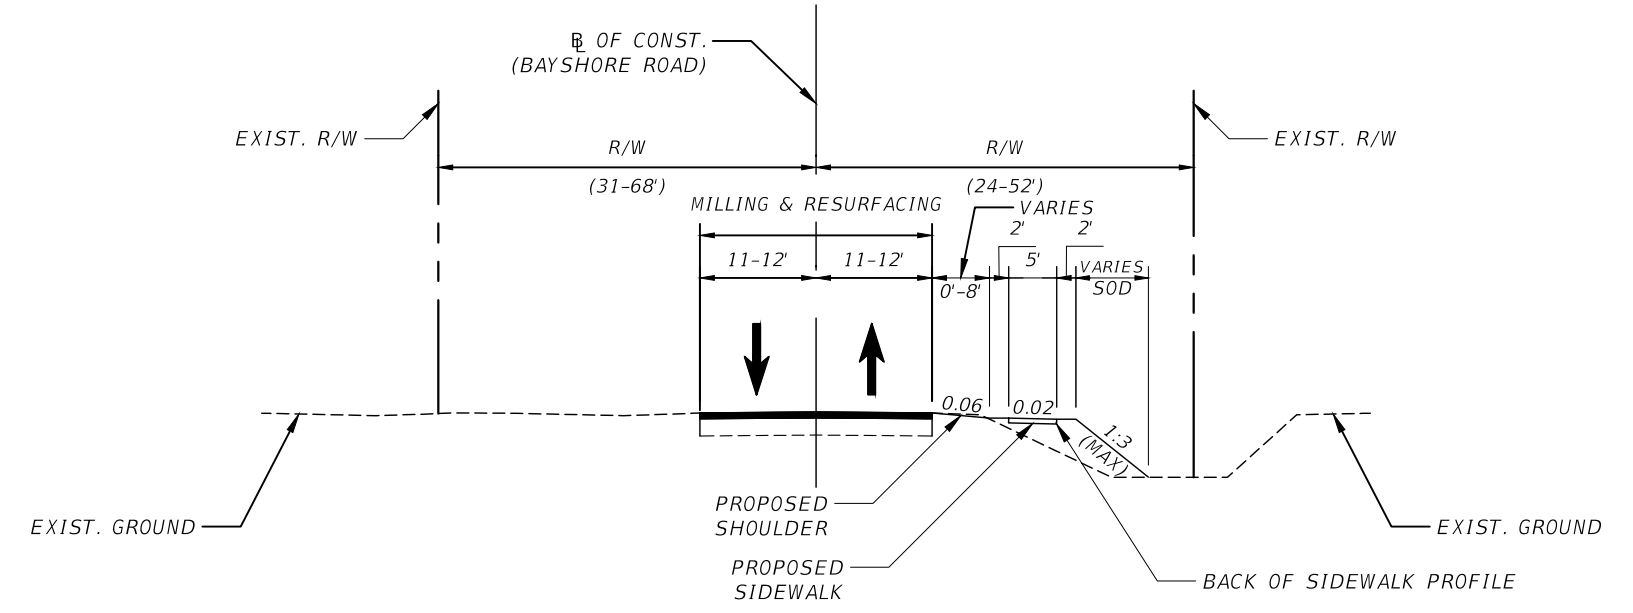 ℄ OF CONST.
(BAYSHORE ROAD)
EXIST. R/W
EXIST. R/W
R/W
R/W
(31-68')
(24-52')
MILLING & RESURFACING
VARIES
2'
2'
11-12'
11-12'
5'
VARIES
0'-8'
SOD
0.06
0.02
1:3
(MAX)
PROPOSED
SHOULDER
EXIST. GROUND
EXIST. GROUND
PROPOSED
SIDEWALK
BACK OF SIDEWALK PROFILE